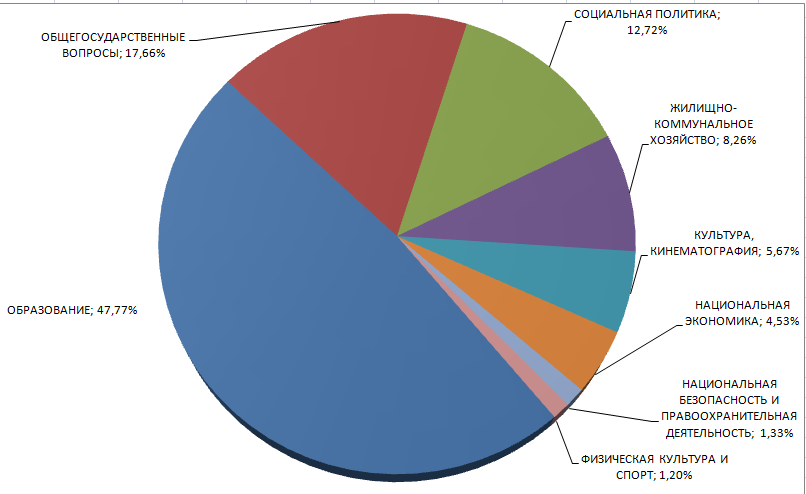 СОЦИАЛЬНАЯ ПОЛИТИКА;
12,72%
ОБЩЕГОСУДАРСТВЕННЫЕ
ВОПРОСЫ; 17,66%
ЖИЛИЩНО-
КОММУНАЛЬНОЕ
ХОЗЯЙСТВО; 8,26%
КУЛЬТУРА,
КИНЕМАТОГРАФИЯ; 5,67%
НАЦИОНАЛЬНАЯ
ЭКОНОМИКА; 4,53%
ОБРАЗОВАНИЕ; 47,77%
НАЦИОНАЛЬНАЯ
БЕЗОПАСНОСТЬ И
ПРАВООХРАНИТЕЛЬНАЯ
ДЕЯТЕЛЬНОСТЬ; 1,33%
ФИЗИЧЕСКАЯ КУЛЬТУРА И
СПОРТ; 1,20%